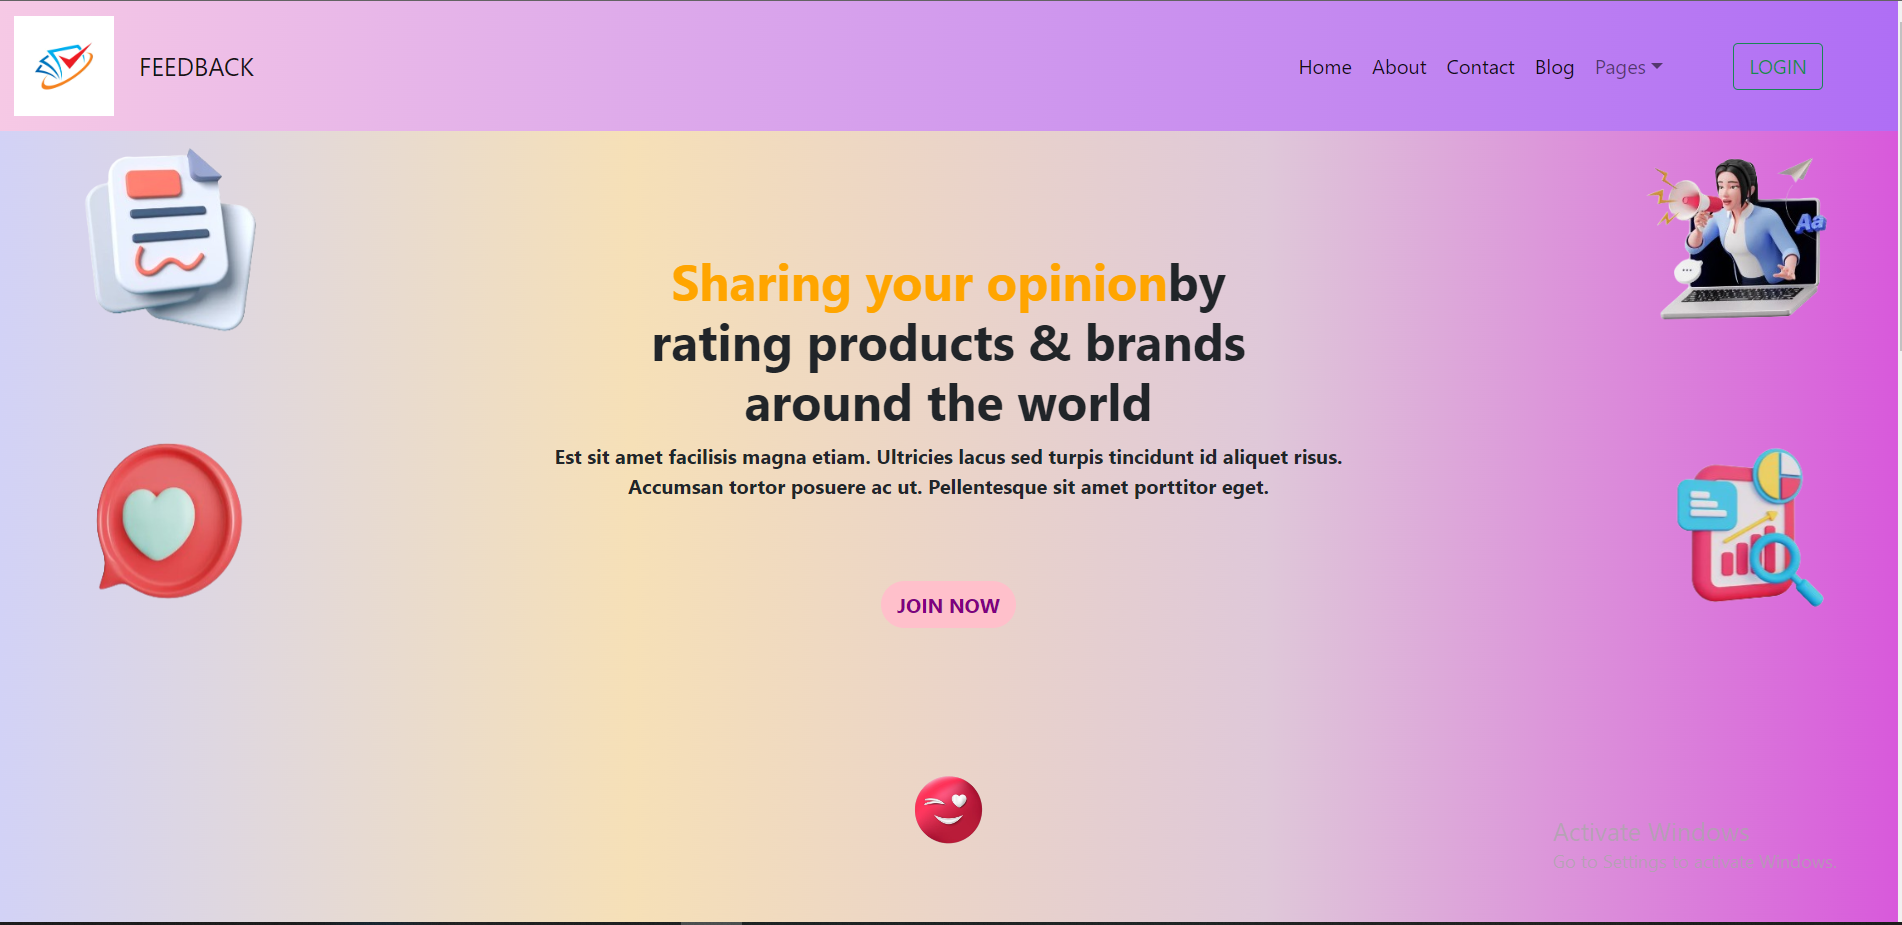 FEEDBACK
Home About Contact Blog Pages LOGIN
Aa
Sharing your opinionby
rating products & brands
around the world
Est sit amet facilisis magna etiam. Ultricies lacus sed turpis tincidunt id aliquet risus.
Accumsan tortor posuere ac ut. Pellentesque sit amet porttitor eget.
JOIN NOW
Activate Windows
Go to Settings to activate Windows.